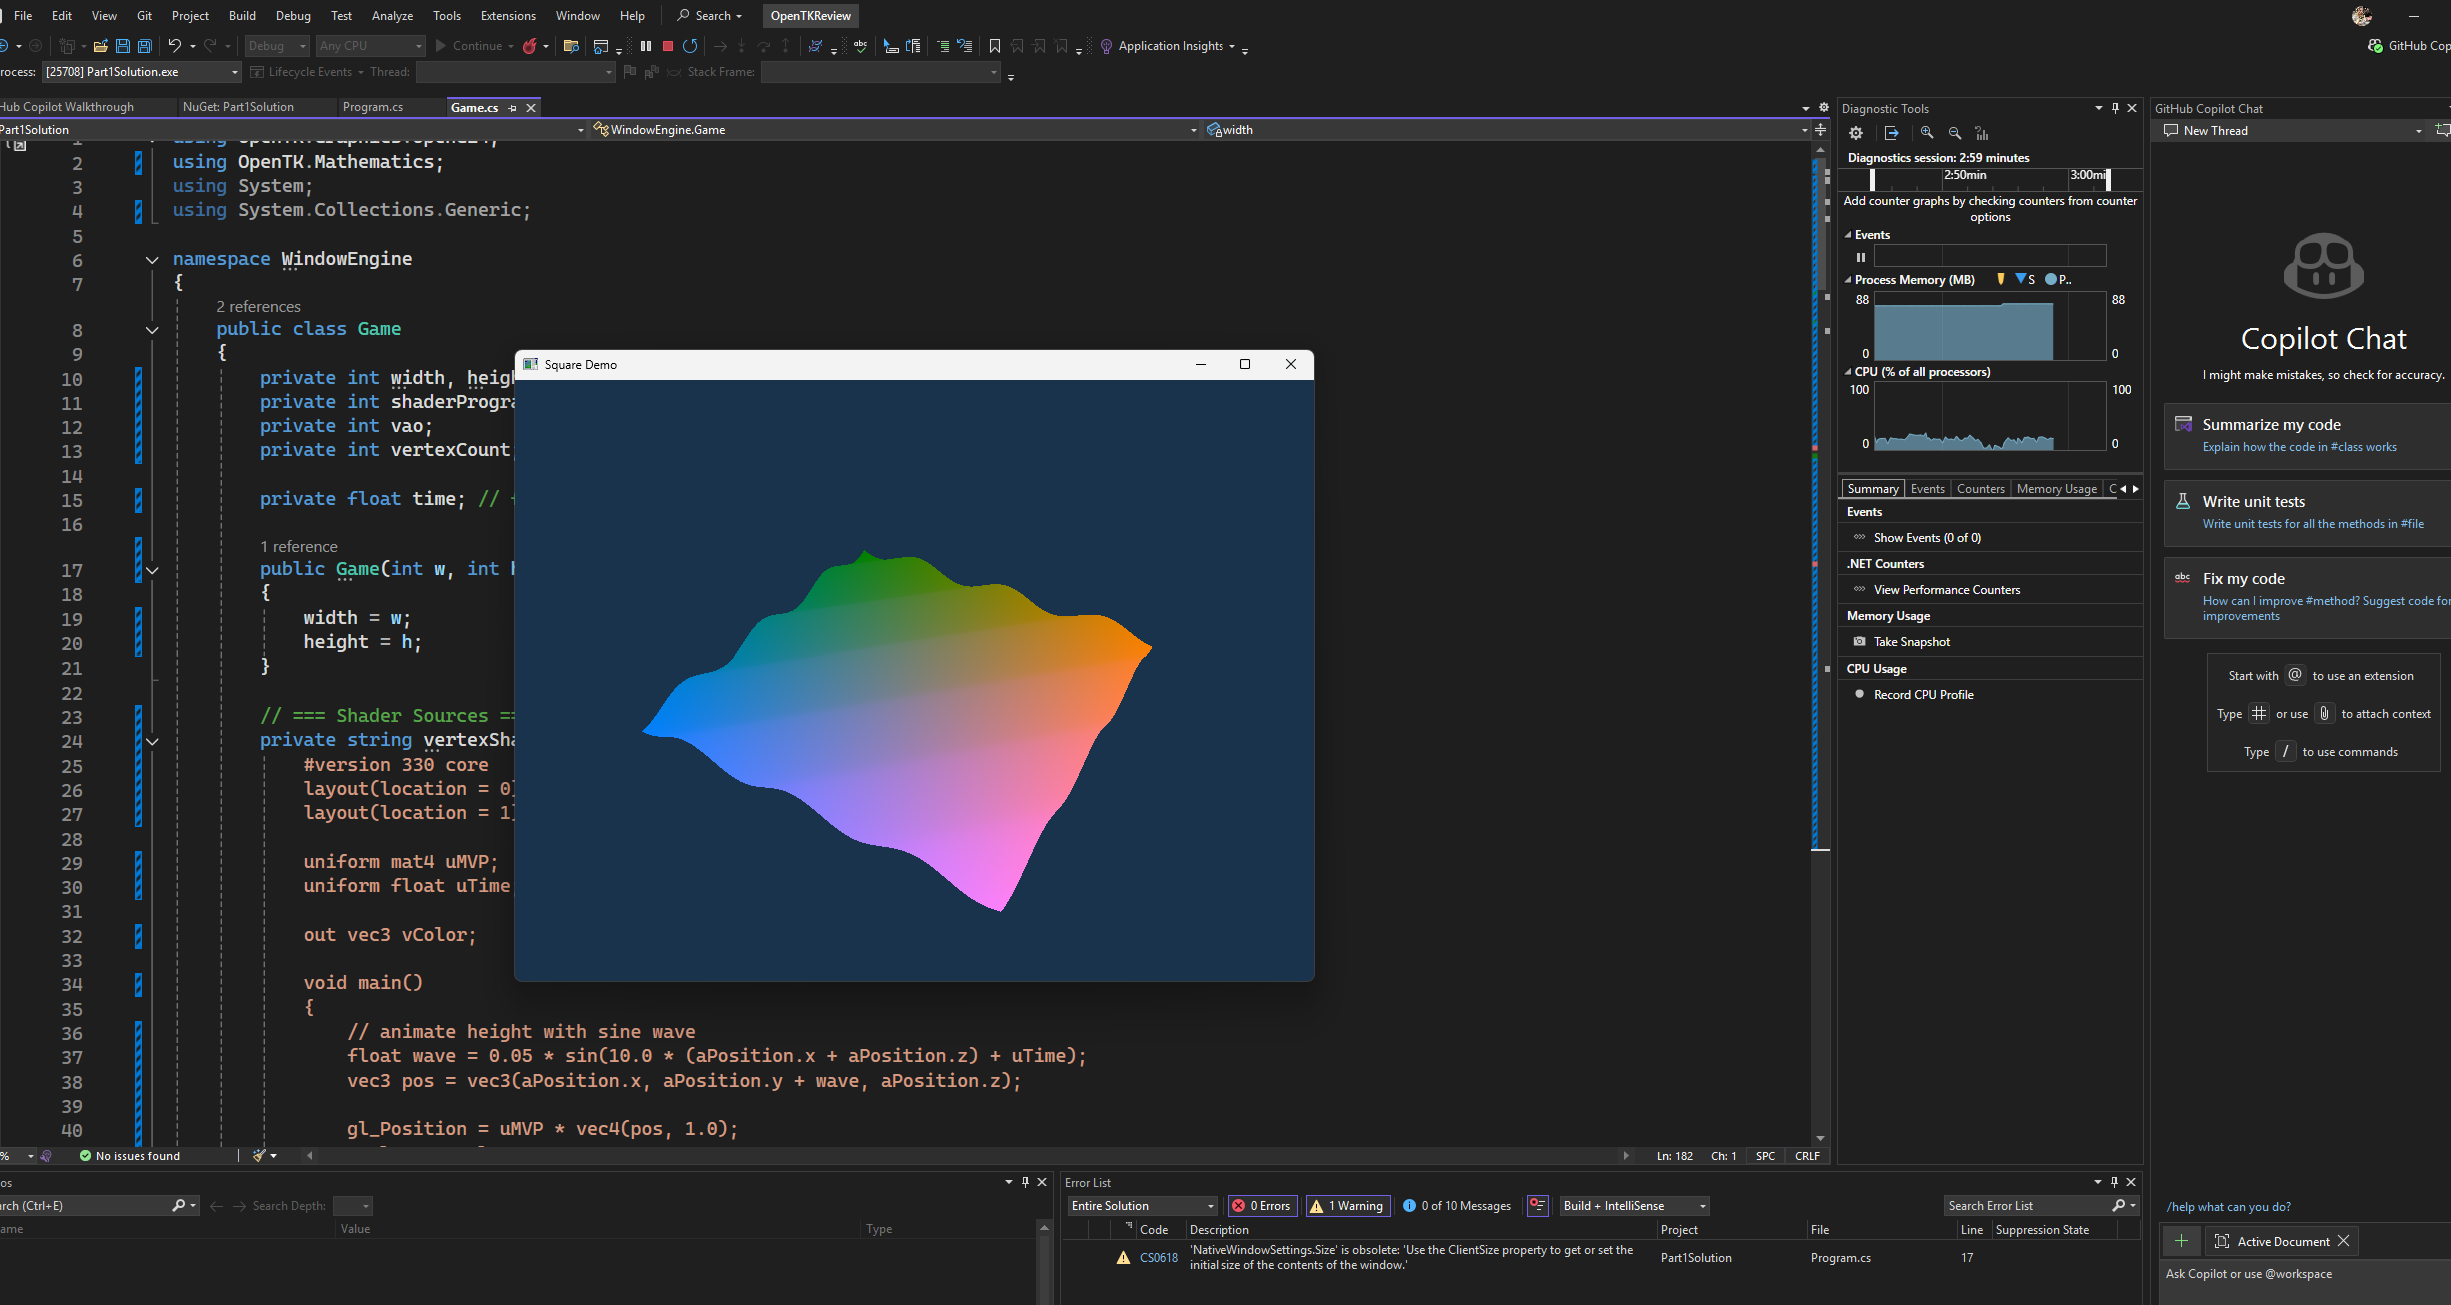 File Edit View Git Project Build Debug Test Analyze Tools Extensions Window Help Search OpenTKReview
Debug Any CPU Continue Application Insights GitHub Cop
rocess: [25708] Part1Solution.exe Lifecycle Events Thread: Stack Frame:
Hub Copilot Walkthrough NuGet: Part1Solution Program.cs Game.cs
Part1Solution WindowEngine.Game width
1
2 using OpenTK.Mathematics;
3 using System;
4 using System.Collections.Generic;
5
6 namespace WindowEngine
7 {
2 references
8 public class Game
9 {
10 private int width, heigh
11 private int shaderProgra
12 private int vao;
13 private int vertexCount
14
15 private float time; //
16
1 reference
17 public Game(int w, int h
18 {
19 width = w;
20 height = h;
21 }
22
23 // === Shader Sources ==
24 private string vertexSha
25 #version 330 core
26 layout(location = 0)
27 layout(location = 1)
28
29 uniform mat4 uMVP;
30 uniform float uTime
31
32 out vec3 vColor;
33
34 void main()
35 {
36 // animate height with sine wave
37 float wave = 0.05 * sin(10.0 * (aPosition.x + aPosition.z) + uTime);
38 vec3 pos = vec3(aPosition.x, aPosition.y + wave, aPosition.z);
39
40 gl_Position = uMVP * vec4(pos, 1.0);
Square Demo
% No issues found Ln: 182 Ch: 1 SPC CRLF
Diagnostic Tools
Diagnostics session: 2:59 minutes
2:50min 3:00mi
Add counter graphs by checking counters from counter
options
Events
Process Memory (MB) S P..
88 88
0 0
CPU (% of all processors)
100 100
0 0
Summary Events Counters Memory Usage C
Events
Show Events (0 of 0)
.NET Counters
View Performance Counters
Memory Usage
Take Snapshot
CPU Usage
Record CPU Profile
GitHub Copilot Chat
New Thread
Copilot Chat
I might make mistakes, so check for accuracy.
Summarize my code
Explain how the code in #class works
Write unit tests
Write unit tests for all the methods in #file
abc Fix my code
How can I improve #method? Suggest code for
improvements
Start with @ to use an extension
Type # or use to attach context
Type / to use commands
/help what can you do?
Active Document
Ask Copilot or use @workspace
os
rch (Ctrl+E) Search Depth:
ame Value Type
Error List
Entire Solution 0 Errors 1 Warning 0 of 10 Messages Build + IntelliSense Search Error List
Code Description Project File Line Suppression State
CS0618 'NativeWindowSettings.Size' is obsolete: 'Use the ClientSize property to get or set the
initial size of the contents of the window.' Part1Solution Program.cs 17